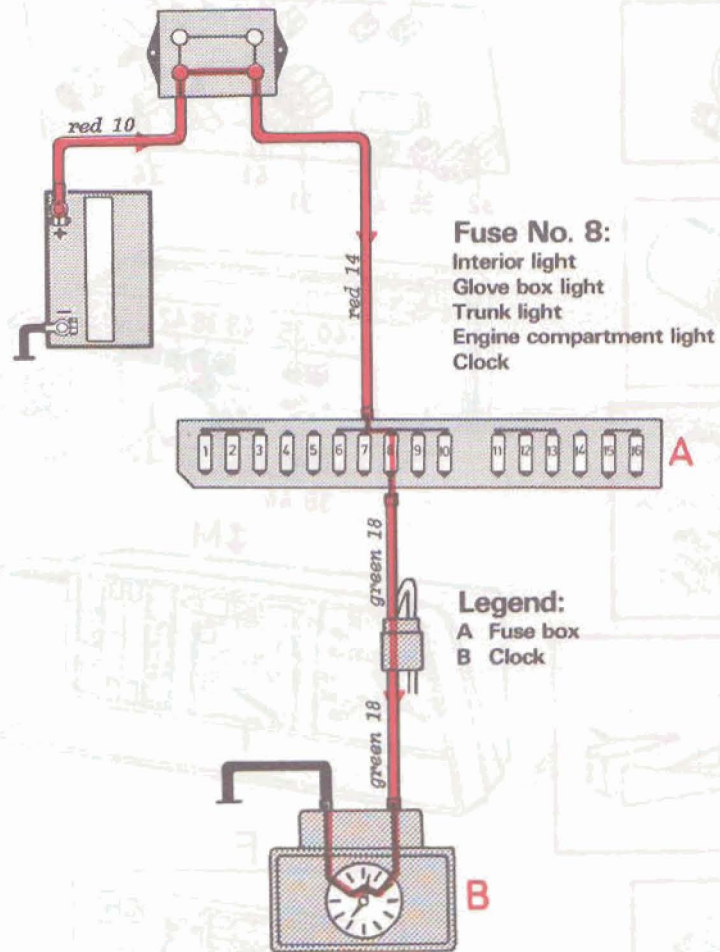 red 10
+
−
red 14
Fuse No. 8:
Interior light
Glove box light
Trunk light
Engine compartment light
Clock
1 2 3 4 5 6 7 8 9 10 11 12 13 14 15 16
A
green 18
Legend:
A Fuse box
B Clock
green 18
B